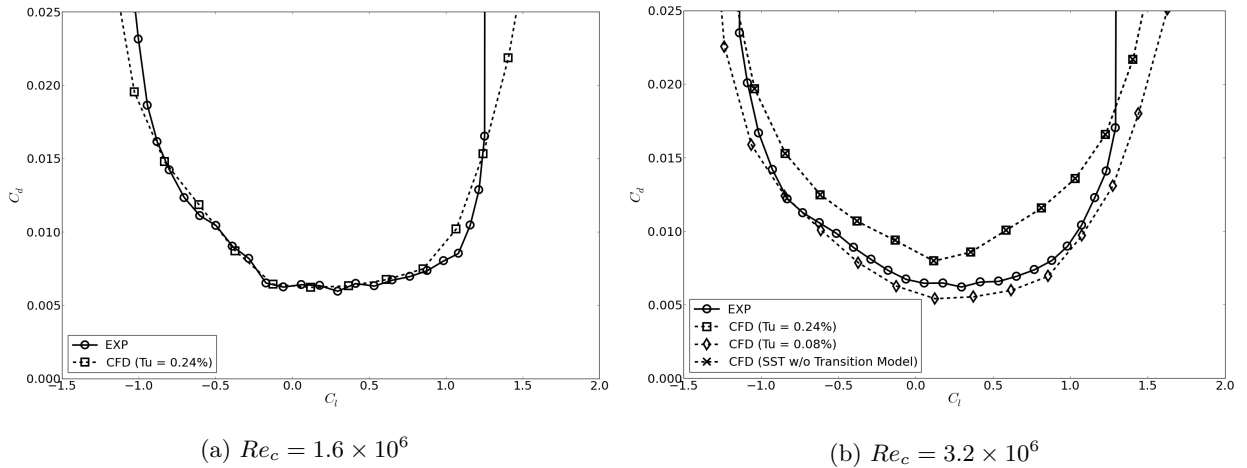 0.025
0.020
0.015
0.010
0.005
0.000
C_d
−1.5 −1.0 −0.5 0.0 0.5 1.0 1.5 2.0
C_l
EXP
CFD (Tu = 0.24%)
(a) Re_c = 1.6 × 10^6
0.025
0.020
0.015
0.010
0.005
0.000
C_d
−1.5 −1.0 −0.5 0.0 0.5 1.0 1.5 2.0
C_l
EXP
CFD (Tu = 0.24%)
CFD (Tu = 0.08%)
CFD (SST w/o Transition Model)
(b) Re_c = 3.2 × 10^6